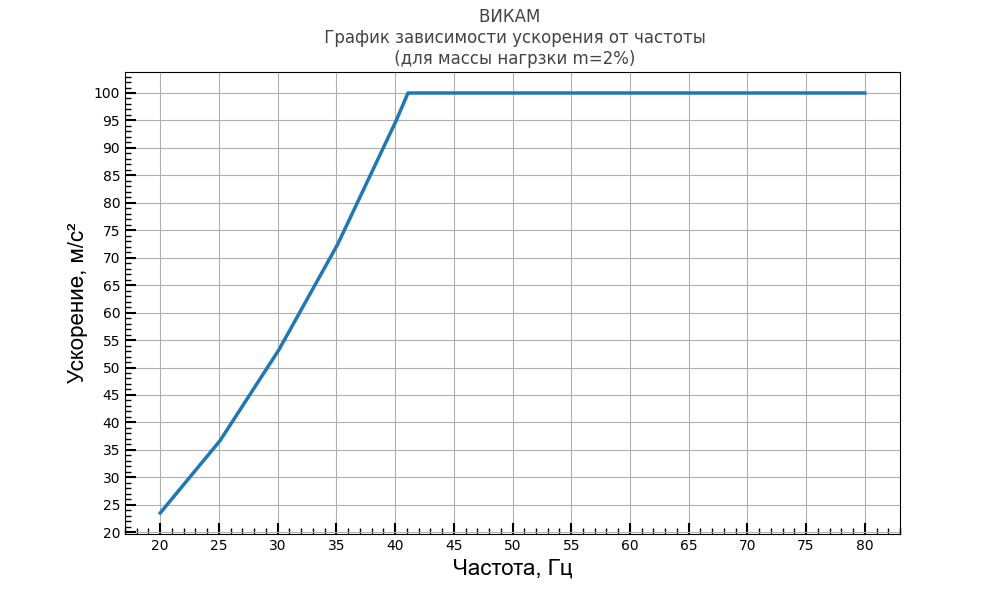 ВИКАМ
График зависимости ускорения от частоты
(для массы нагрзки m=2%)
Ускорение, м/с²
100
95
90
85
80
75
70
65
60
55
50
45
40
35
30
25
20
20 25 30 35 40 45 50 55 60 65 70 75 80
Частота, Гц